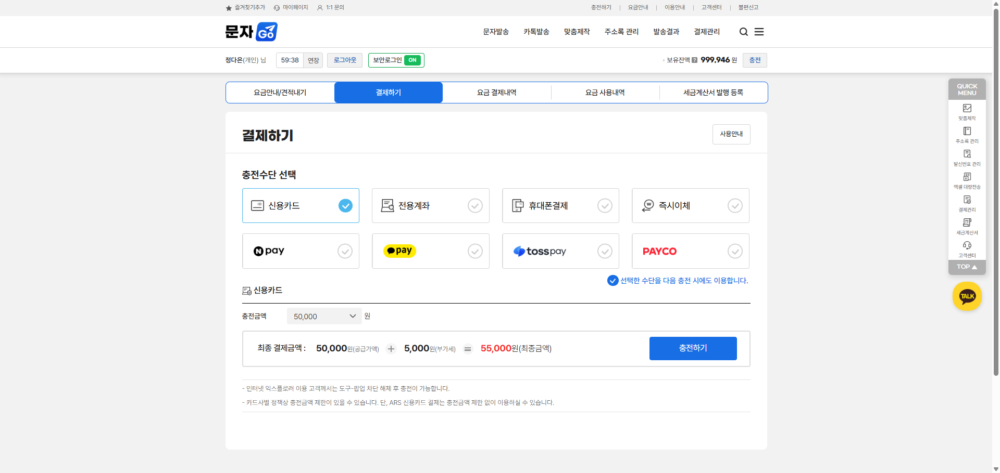 즐겨찾기추가 마이페이지 1:1 문의 충전하기 | 요금안내 | 이용안내 | 고객센터 | 불편신고
문자 Go 문자발송 카톡발송 맞춤제작 주소록 관리 발송결과 결제관리
정다은(개인) 님 59:38 연장 로그아웃 보안로그인 ON 보유잔액 ? 999,946 원 충전
요금안내/견적내기 결제하기 요금 결제내역 요금 사용내역 세금계산서 발행 등록
결제하기 사용안내
충전수단 선택
신용카드 전용계좌 휴대폰결제 즉시이체
N pay pay toss pay PAYCO
선택한 수단을 다음 충전 시에도 이용합니다.
신용카드
충전금액 50,000 원
최종 결제금액 : 50,000원(공급가액) + 5,000원(부가세) = 55,000원(최종금액) 충전하기
- 인터넷 익스플로러 이용 고객께서는 도구-팝업 차단 해제 후 충전이 가능합니다.
- 카드사별 정책상 충전금액 제한이 있을 수 있습니다. 단, ARS 신용카드 결제는 충전금액 제한 없이 이용하실 수 있습니다.
QUICK
MENU
맞춤제작
주소록 관리
발신번호 관리
엑셀 대량전송
결제관리
세금계산서
고객센터
TOP
TALK